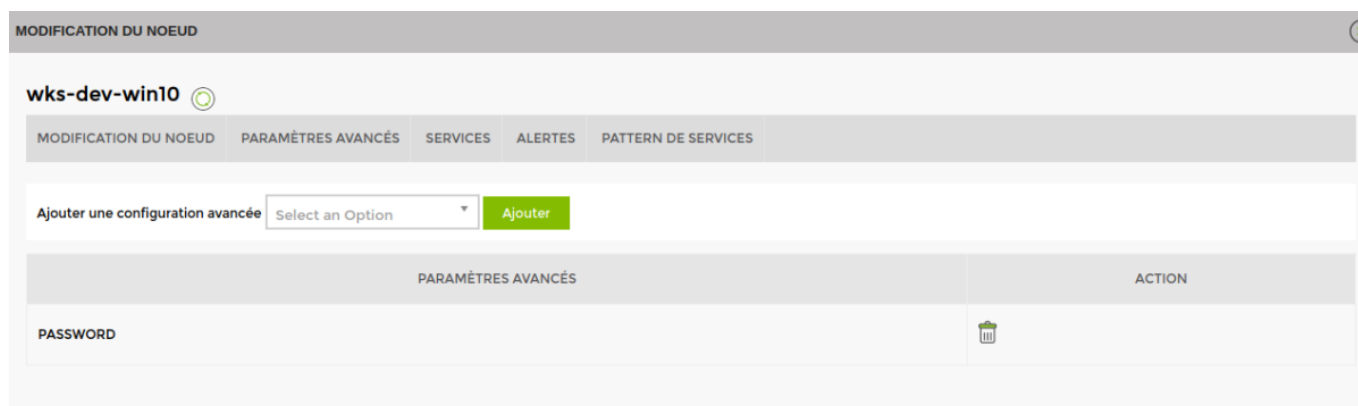 MODIFICATION DU NOEUD
wks-dev-win10
MODIFICATION DU NOEUD PARAMÈTRES AVANCÉS SERVICES ALERTES PATTERN DE SERVICES
Ajouter une configuration avancée Select an Option Ajouter
PARAMÈTRES AVANCÉS ACTION
PASSWORD